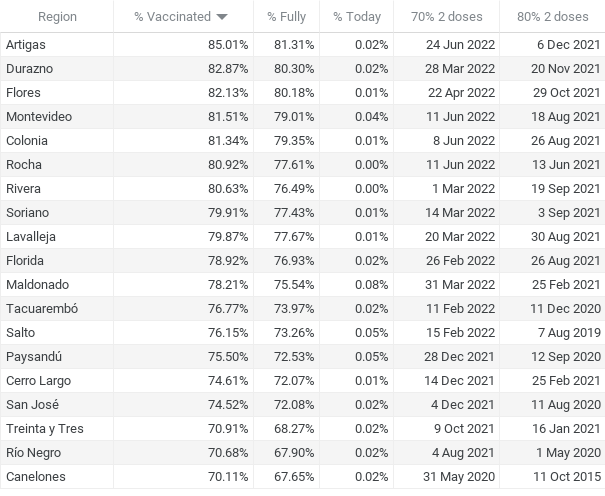 Region % Vaccinated % Fully % Today 70% 2 doses 80% 2 doses
Artigas 85.01% 81.31% 0.02% 24 Jun 2022 6 Dec 2021
Durazno 82.87% 80.30% 0.02% 28 Mar 2022 20 Nov 2021
Flores 82.13% 80.18% 0.01% 22 Apr 2022 29 Oct 2021
Montevideo 81.51% 79.01% 0.04% 11 Jun 2022 18 Aug 2021
Colonia 81.34% 79.35% 0.01% 8 Jun 2022 26 Aug 2021
Rocha 80.92% 77.61% 0.00% 11 Jun 2022 13 Jun 2021
Rivera 80.63% 76.49% 0.00% 1 Mar 2022 19 Sep 2021
Soriano 79.91% 77.43% 0.01% 14 Mar 2022 3 Sep 2021
Lavalleja 79.87% 77.67% 0.01% 20 Mar 2022 30 Aug 2021
Florida 78.92% 76.93% 0.02% 26 Feb 2022 26 Aug 2021
Maldonado 78.21% 75.54% 0.08% 31 Mar 2022 25 Feb 2021
Tacuarembó 76.77% 73.97% 0.02% 11 Feb 2022 11 Dec 2020
Salto 76.15% 73.26% 0.05% 15 Feb 2022 7 Aug 2019
Paysandú 75.50% 72.53% 0.05% 28 Dec 2021 12 Sep 2020
Cerro Largo 74.61% 72.07% 0.01% 14 Dec 2021 25 Feb 2021
San José 74.52% 72.08% 0.02% 4 Dec 2021 11 Aug 2020
Treinta y Tres 70.91% 68.27% 0.02% 9 Oct 2021 16 Jan 2021
Río Negro 70.68% 67.90% 0.02% 4 Aug 2021 1 May 2020
Canelones 70.11% 67.65% 0.02% 31 May 2020 11 Oct 2015